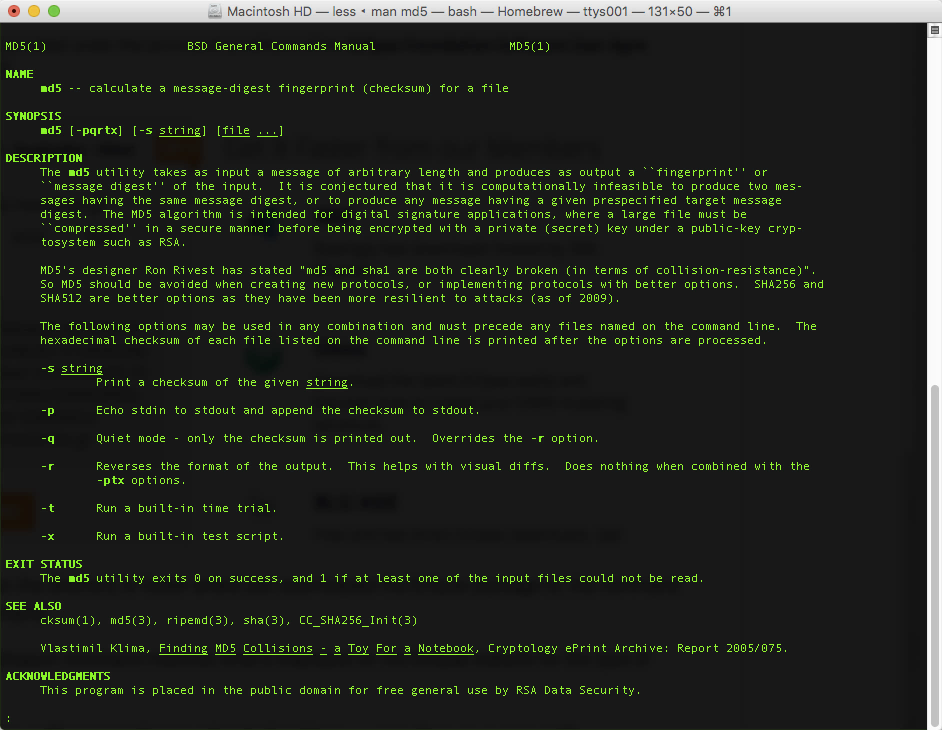 Macintosh HD — less ◂ man md5 — bash — Homebrew — ttys001 — 131×50 — ⌘1
MD5(1) BSD General Commands Manual MD5(1)
NAME
md5 -- calculate a message-digest fingerprint (checksum) for a file
SYNOPSIS
md5 [-pqrtx] [-s string] [file ...]
DESCRIPTION
The md5 utility takes as input a message of arbitrary length and produces as output a ``fingerprint'' or
``message digest'' of the input.  It is conjectured that it is computationally infeasible to produce two mes-
sages having the same message digest, or to produce any message having a given prespecified target message
digest.  The MD5 algorithm is intended for digital signature applications, where a large file must be
``compressed'' in a secure manner before being encrypted with a private (secret) key under a public-key cryp-
tosystem such as RSA.
MD5's designer Ron Rivest has stated "md5 and sha1 are both clearly broken (in terms of collision-resistance)".
So MD5 should be avoided when creating new protocols, or implementing protocols with better options.  SHA256 and
SHA512 are better options as they have been more resilient to attacks (as of 2009).
The following options may be used in any combination and must precede any files named on the command line.  The
hexadecimal checksum of each file listed on the command line is printed after the options are processed.
-s string
Print a checksum of the given string.
-p Echo stdin to stdout and append the checksum to stdout.
-q Quiet mode - only the checksum is printed out.  Overrides the -r option.
-r Reverses the format of the output.  This helps with visual diffs.  Does nothing when combined with the
-ptx options.
-t Run a built-in time trial.
-x Run a built-in test script.
EXIT STATUS
The md5 utility exits 0 on success, and 1 if at least one of the input files could not be read.
SEE ALSO
cksum(1), md5(3), ripemd(3), sha(3), CC_SHA256_Init(3)
Vlastimil Klima, Finding MD5 Collisions - a Toy For a Notebook, Cryptology ePrint Archive: Report 2005/075.
ACKNOWLEDGMENTS
This program is placed in the public domain for free general use by RSA Data Security.
: